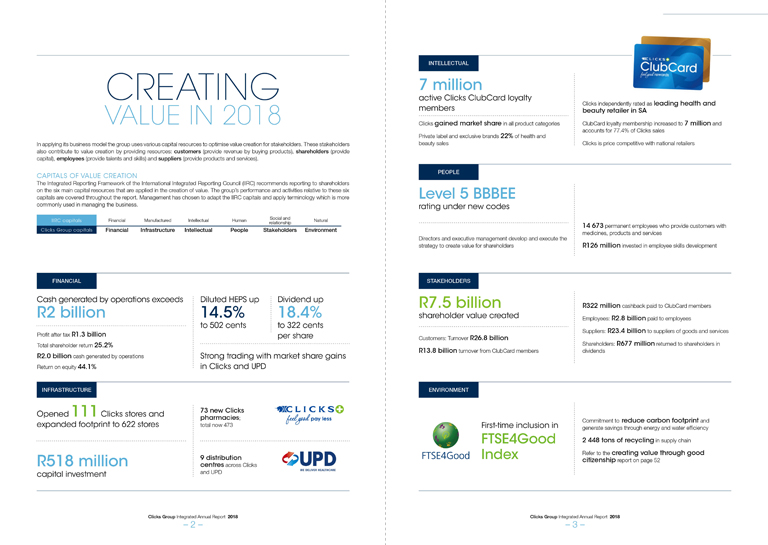 CREATING
VALUE IN 2018
In applying its business model the group uses various capital resources to optimise value creation for stakeholders. These stakeholders
also contribute to value creation by providing resources: customers (provide revenue by buying products), shareholders (provide
capital), employees (provide talents and skills) and suppliers (provide products and services).
CAPITALS OF VALUE CREATION
The Integrated Reporting Framework of the International Integrated Reporting Council (IIRC) recommends reporting to shareholders
on the six main capital resources that are applied in the creation of value. The group's performance and activities relative to these six
capitals are covered throughout the report. Management has chosen to adapt the IIRC capitals and apply terminology which is more
commonly used in managing the business.
IIRC capitals Financial Manufactured Intellectual Human Social and relationship Natural
Clicks Group capitals Financial Infrastructure Intellectual People Stakeholders Environment
FINANCIAL
Cash generated by operations exceeds
R2 billion
Profit after tax R1.3 billion
Total shareholder return 25.2%
R2.0 billion cash generated by operations
Return on equity 44.1%
Diluted HEPS up
14.5%
to 502 cents
Dividend up
18.4%
to 322 cents
per share
Strong trading with market share gains
in Clicks and UPD
INFRASTRUCTURE
Opened 111 Clicks stores and
expanded footprint to 622 stores
R518 million
capital investment
73 new Clicks
pharmacies,
total now 473
CLICKS
feel good pay less
9 distribution
centres across Clicks
and UPD
UPD
WE DELIVER HEALTHCARE
Clicks Group Integrated Annual Report 2018
– 2 –
INTELLECTUAL
7 million
active Clicks ClubCard loyalty
members
Clicks gained market share in all product categories
Private label and exclusive brands 22% of health and
beauty sales
CLICKS
ClubCard
feel good rewards
Clicks independently rated as leading health and
beauty retailer in SA
ClubCard loyalty membership increased to 7 million and
accounts for 77.4% of Clicks sales
Clicks is price competitive with national retailers
PEOPLE
Level 5 BBBEE
rating under new codes
Directors and executive management develop and execute the
strategy to create value for shareholders
14 673 permanent employees who provide customers with
medicines, products and services
R126 million invested in employee skills development
STAKEHOLDERS
R7.5 billion
shareholder value created
Customers: Turnover R26.8 billion
R13.8 billion turnover from ClubCard members
R322 million cashback paid to ClubCard members
Employees: R2.8 billion paid to employees
Suppliers: R23.4 billion to suppliers of goods and services
Shareholders: R677 million returned to shareholders in
dividends
ENVIRONMENT
FTSE4Good
First-time inclusion in
FTSE4Good
Index
Commitment to reduce carbon footprint and
generate savings through energy and water efficiency
2 448 tons of recycling in supply chain
Refer to the creating value through good
citizenship report on page 52
Clicks Group Integrated Annual Report 2018
– 3 –